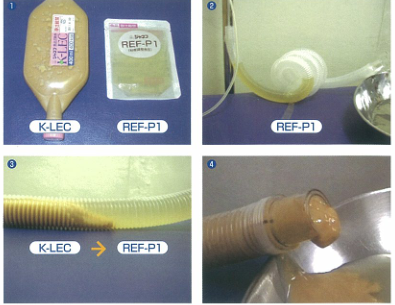 1
K-LEC
REF-P1
K-LEC
REF-P1
2
REF-P1
3
K-LEC → REF-P1
4